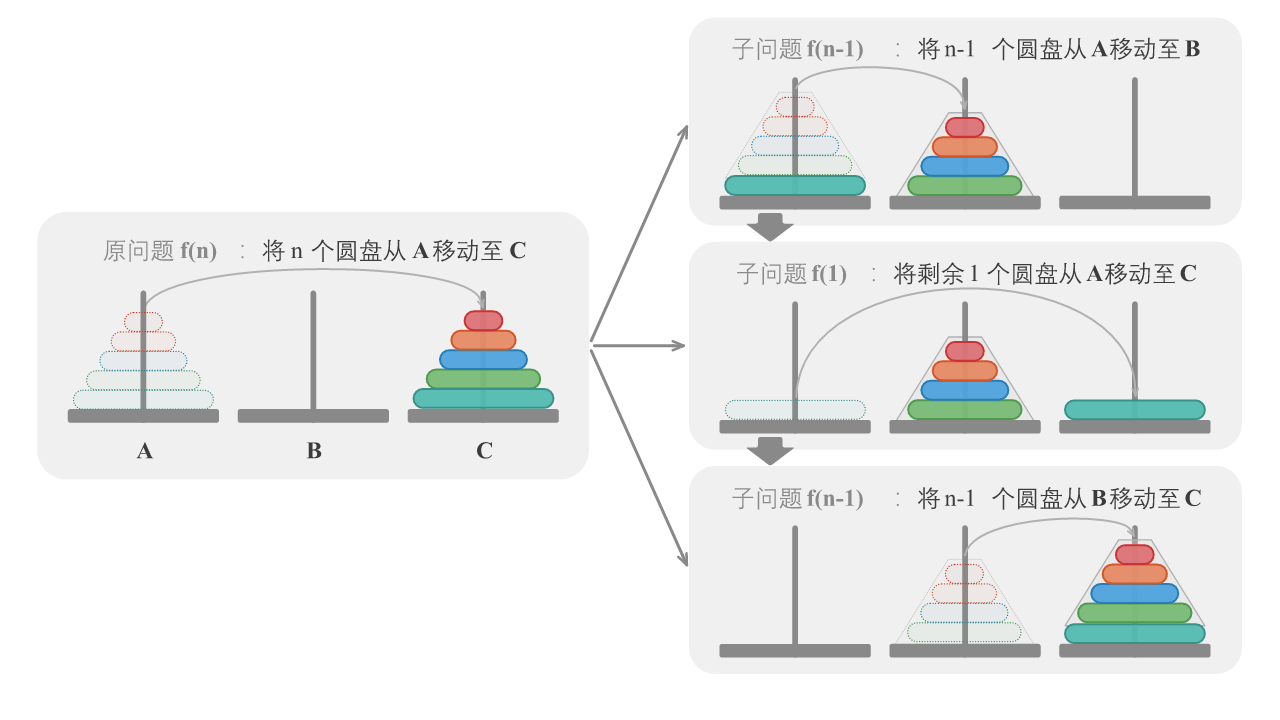 原问题 f(n) : 将 n 个圆盘从 A 移动至 C
A
B
C
子问题 f(n-1) : 将 n-1 个圆盘从 A 移动至 B
子问题 f(1) : 将剩余 1 个圆盘从 A 移动至 C
子问题 f(n-1) : 将 n-1 个圆盘从 B 移动至 C